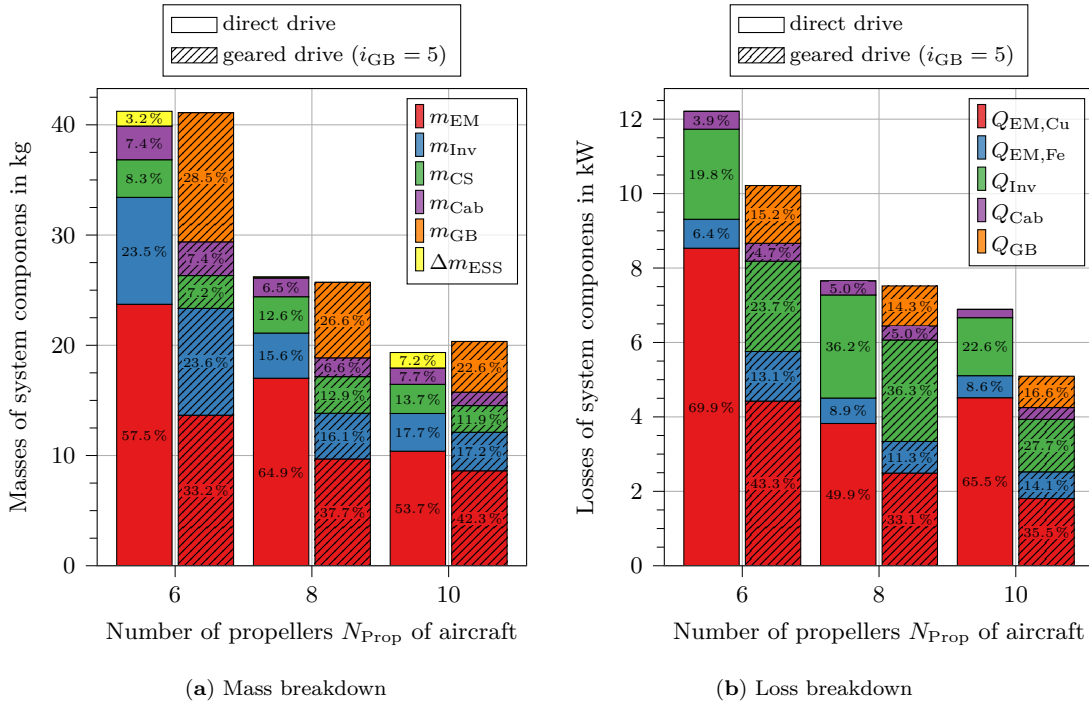 direct drive
geared drive (iGB = 5)
Masses of system componens in kg
40
30
20
10
0
3.2 %
7.4 %
8.3 %
23.5 %
57.5 %
28.5 %
7.4 %
7.2 %
23.6 %
33.2 %
6.5 %
12.6 %
15.6 %
64.9 %
26.6 %
6.6 %
12.9 %
16.1 %
37.7 %
7.2 %
7.7 %
13.7 %
17.7 %
53.7 %
22.6 %
11.9 %
17.2 %
42.3 %
mEM
mInv
mCS
mCab
mGB
ΔmESS
6 8 10
Number of propellers NProp of aircraft
(a) Mass breakdown
direct drive
geared drive (iGB = 5)
Losses of system componens in kW
12
10
8
6
4
2
0
3.9 %
19.8 %
6.4 %
69.9 %
15.2 %
4.7 %
23.7 %
13.1 %
43.3 %
5.0 %
36.2 %
8.9 %
49.9 %
14.3 %
5.0 %
36.3 %
11.3 %
33.1 %
22.6 %
8.6 %
65.5 %
16.6 %
27.7 %
14.1 %
35.5 %
QEM,Cu
QEM,Fe
QInv
QCab
QGB
6 8 10
Number of propellers NProp of aircraft
(b) Loss breakdown